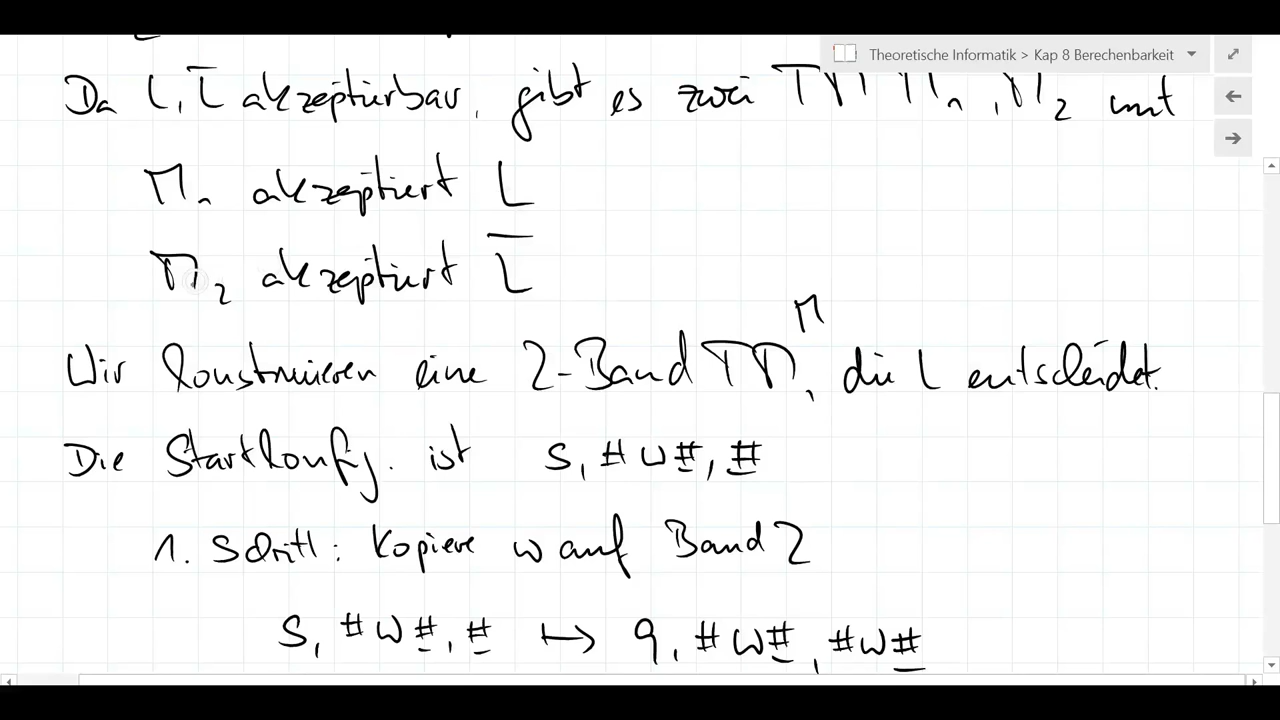 Theoretische Informatik > Kap 8 Berechenbarkeit
Da L, L̅ akzeptierbar, gibt es zwei TM M₁, M₂ mit
M₁ akzeptiert L
M₂ akzeptiert L̅
Wir konstruieren eine 2-Band TM M, die L entscheidet.
Die Startkonfig. ist s, #w#̲, #̲
1. Schritt: Kopiere w auf Band 2
s, #w#̲, #̲ ↦ q, #w#̲, #w#̲